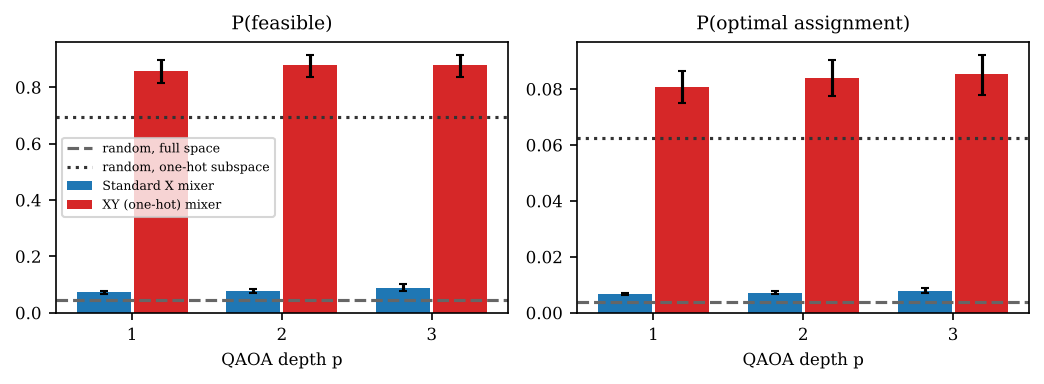 P(feasible)
0.8
0.6
0.4
0.2
0.0
random, full space
random, one-hot subspace
Standard X mixer
XY (one-hot) mixer
1
2
3
QAOA depth p
P(optimal assignment)
0.08
0.06
0.04
0.02
0.00
1
2
3
QAOA depth p